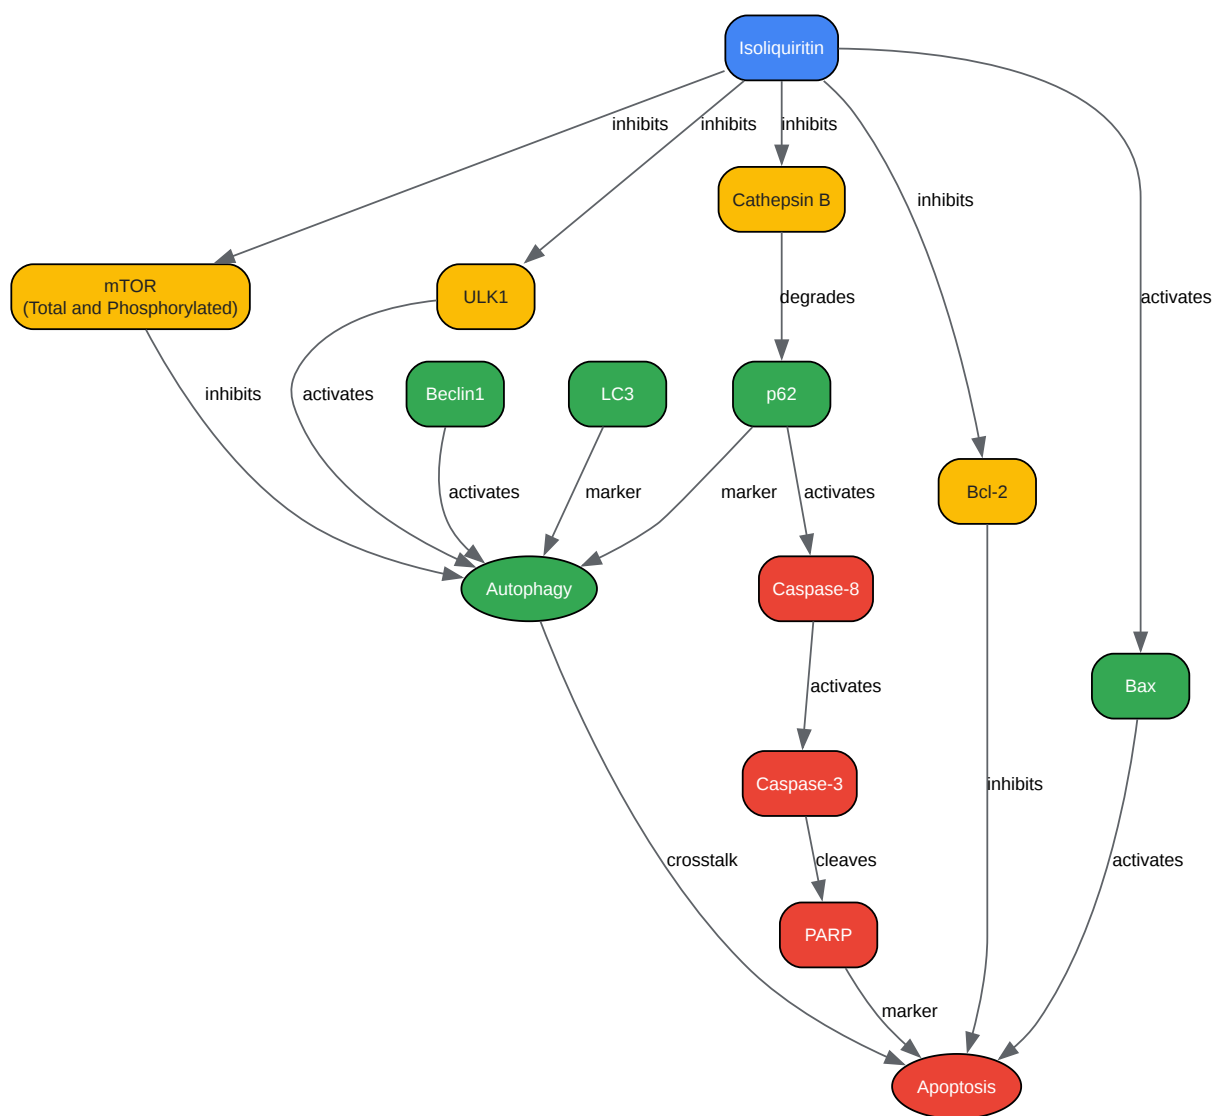 Isoliquiritin
inhibits
inhibits
inhibits
Cathepsin B
inhibits
mTOR
(Total and Phosphorylated)
ULK1
degrades
activates
inhibits
activates
Beclin1
LC3
p62
activates
marker
marker
activates
Bcl-2
Autophagy
Caspase-8
activates
Bax
Caspase-3
inhibits
crosstalk
cleaves
activates
PARP
marker
Apoptosis